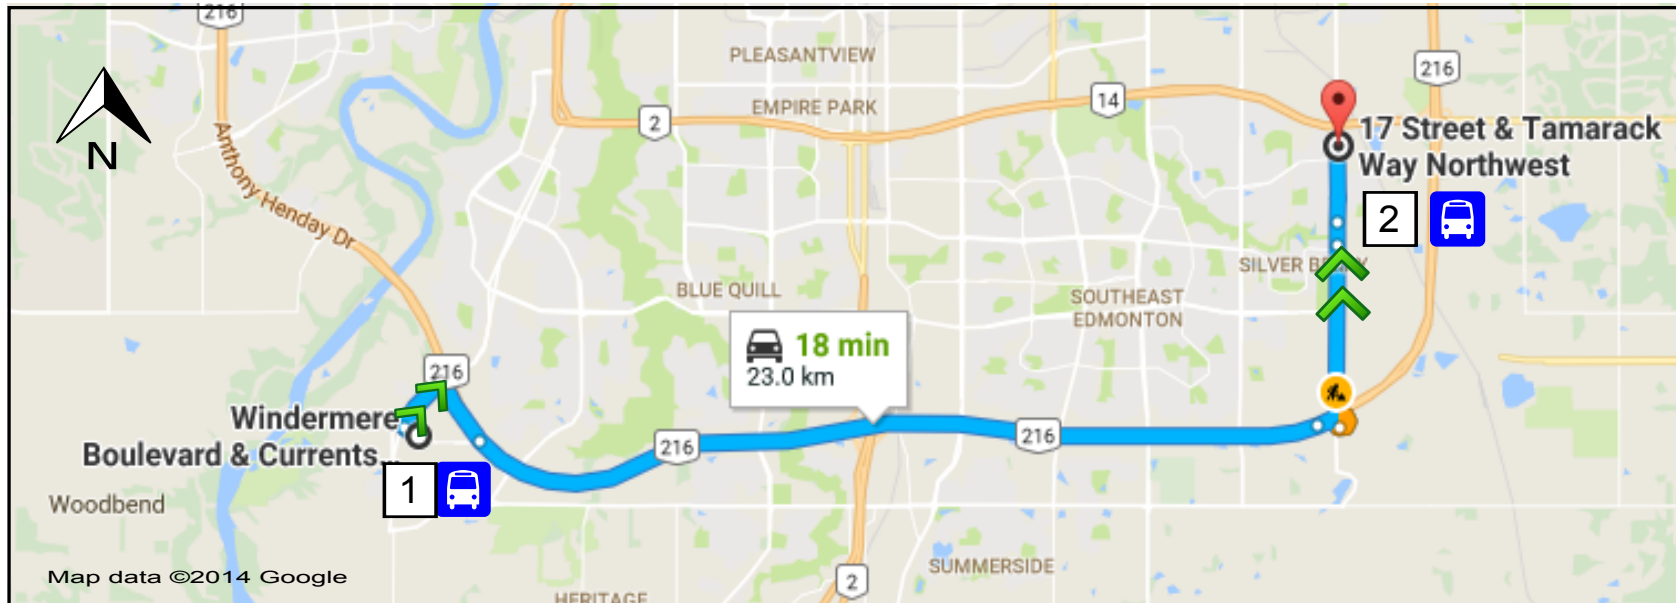 216
PLEASANTVIEW
216
14
EMPIRE PARK
2
N
Anthony Henday Dr
17 Street & Tamarack
Way Northwest
2
SILVER
BLUE QUILL
SOUTHEAST
EDMONTON
18 min
23.0 km
216
Windermere
Boulevard & Currents...
216
216
1
Woodbend
SUMMERSIDE
Map data ©2014 Google
2
HERITAGE